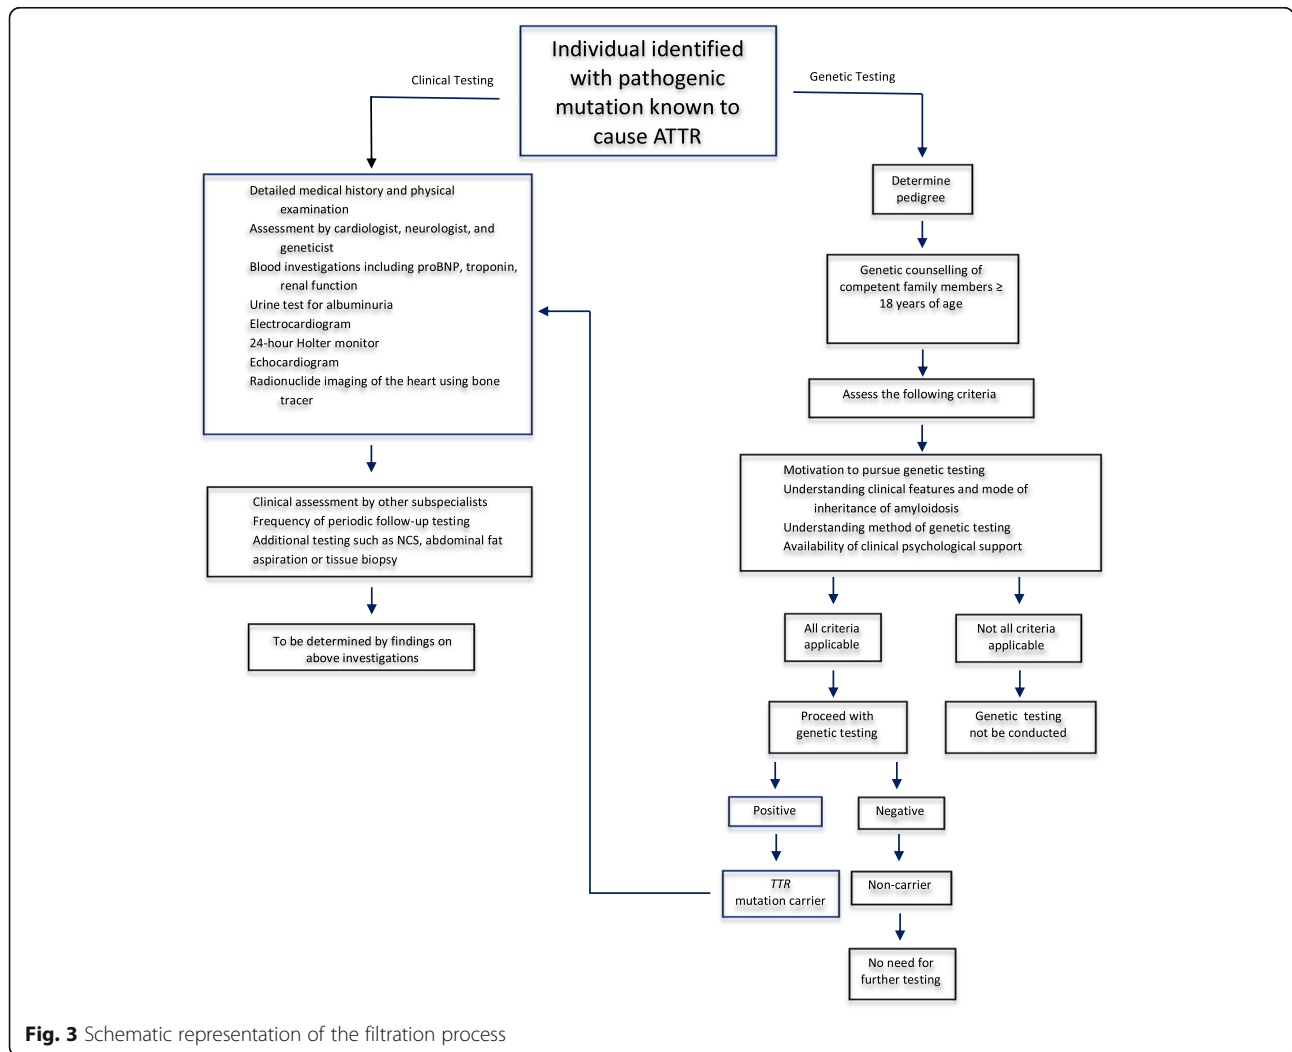 Individual identified
with pathogenic
mutation known to
cause ATTR
Clinical Testing
Genetic Testing
Detailed medical history and physical
examination
Assessment by cardiologist, neurologist, and
geneticist
Blood investigations including proBNP, troponin,
renal function
Urine test for albuminuria
Electrocardiogram
24-hour Holter monitor
Echocardiogram
Radionuclide imaging of the heart using bone
tracer
Clinical assessment by other subspecialists
Frequency of periodic follow-up testing
Additional testing such as NCS, abdominal fat
aspiration or tissue biopsy
To be determined by findings on
above investigations
Determine
pedigree
Genetic counselling of
competent family members ≥
18 years of age
Assess the following criteria
Motivation to pursue genetic testing
Understanding clinical features and mode of
inheritance of amyloidosis
Understanding method of genetic testing
Availability of clinical psychological support
All criteria
applicable
Not all criteria
applicable
Proceed with
genetic testing
Genetic testing
not be conducted
Positive
Negative
TTR
mutation carrier
Non-carrier
No need for
further testing
Fig. 3 Schematic representation of the filtration process